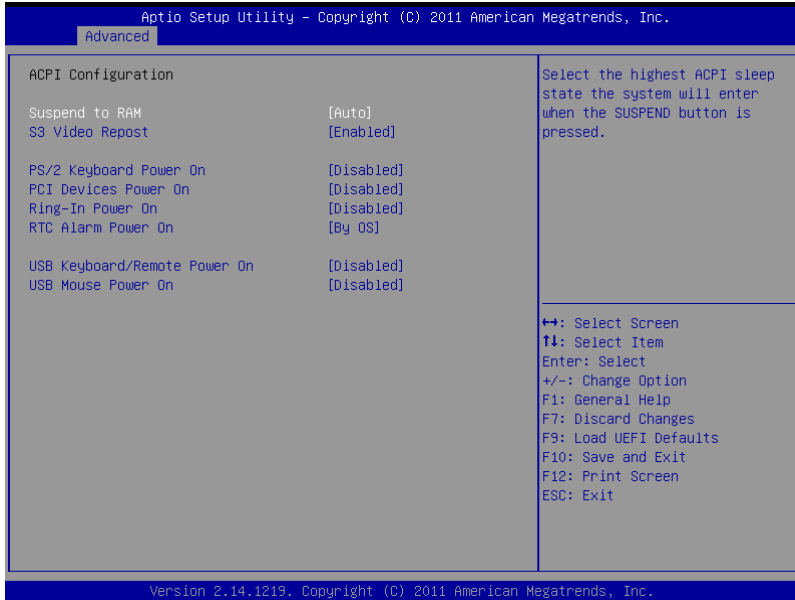 Aptio Setup Utility – Copyright (C) 2011 American Megatrends, Inc.
Advanced
ACPI Configuration
Suspend to RAM [Auto]
S3 Video Repost [Enabled]
PS/2 Keyboard Power On [Disabled]
PCI Devices Power On [Disabled]
Ring-In Power On [Disabled]
RTC Alarm Power On [By OS]
USB Keyboard/Remote Power On [Disabled]
USB Mouse Power On [Disabled]
Select the highest ACPI sleep
state the system will enter
when the SUSPEND button is
pressed.
↔: Select Screen
↑↓: Select Item
Enter: Select
+/-: Change Option
F1: General Help
F7: Discard Changes
F9: Load UEFI Defaults
F10: Save and Exit
F12: Print Screen
ESC: Exit
Version 2.14.1219. Copyright (C) 2011 American Megatrends, Inc.